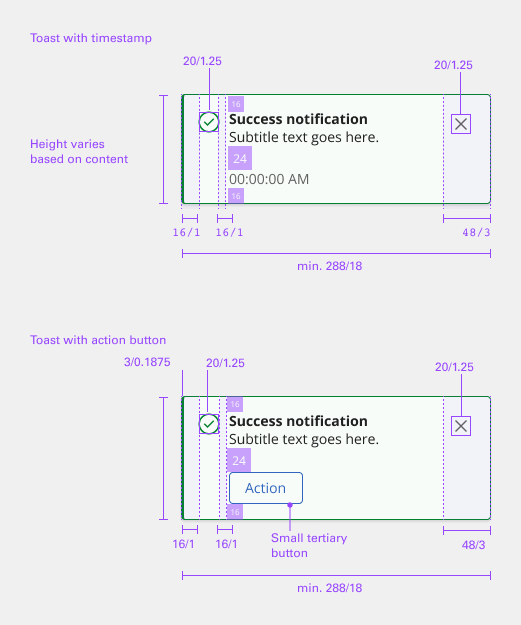 Toast with timestamp
20/1.25
20/1.25
16
Success notification
Subtitle text goes here.
Height varies
based on content
24
00:00:00 AM
16
16/1
16/1
48/3
min. 288/18
Toast with action button
3/0.1875
20/1.25
20/1.25
16
Success notification
Subtitle text goes here.
24
Action
16
16/1
16/1
Small tertiary
button
48/3
min. 288/18